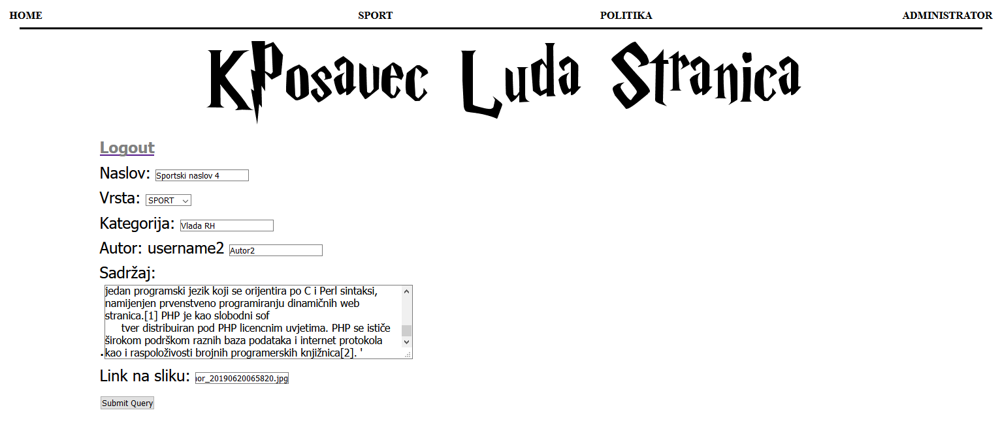 HOME SPORT POLITIKA ADMINISTRATOR
KPosavec Luda Stranica
Logout
Naslov: Sportski naslov 4
Vrsta: SPORT
Kategorija: Vlada RH
Autor: username2 Autor2
Sadržaj:
jedan programski jezik koji se orijentira po C i Perl sintaksi,
namijenjen prvenstveno programiranju dinamičnih web
stranica.[1] PHP je kao slobodni sof
tver distribuiran pod PHP licencnim uvjetima. PHP se ističe
širokom podrškom raznih baza podataka i internet protokola
.kao i raspoloživosti brojnih programerskih knjižnica[2]. '
Link na sliku: or_20190620065820.jpg
Submit Query